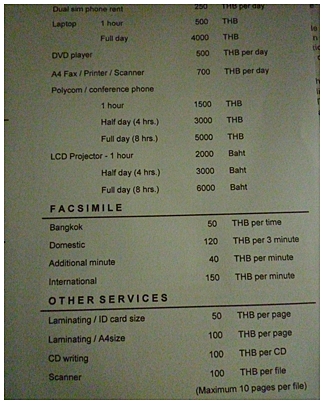 Dual sim phone rent 250 THB per day
Laptop 1 hour 500 THB
Full day 4000 THB
DVD player 500 THB per day
A4 Fax / Printer / Scanner 700 THB per day
Polycom / conference phone
1 hour 1500 THB
Half day (4 hrs.) 3000 THB
Full day (8 hrs.) 5000 THB
LCD Projector - 1 hour 2000 Baht
Half day (4 hrs.) 3000 Baht
Full day (8 hrs.) 6000 Baht
FACSIMILE
Bangkok 50 THB per time
Domestic 120 THB per 3 minute
Additional minute 40 THB per minute
International 150 THB per minute
OTHER SERVICES
Laminating / ID card size 50 THB per page
Laminating / A4size 100 THB per page
CD writing 100 THB per CD
Scanner 100 THB per file
(Maximum 10 pages per file)